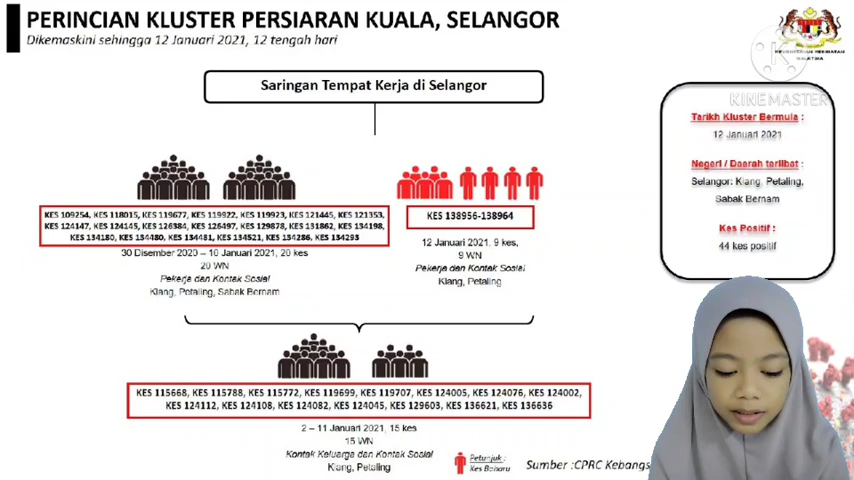 PERINCIAN KLUSTER PERSIARAN KUALA, SELANGOR
Dikemaskini sehingga 12 Januari 2021, 12 tengah hari
KEMENTERIAN KESIHATAN
MALAYSIA
KINEMASTER
Saringan Tempat Kerja di Selangor
Tarikh Kluster Bermula :
12 Januari 2021
Negeri / Daerah terlibat :
Selangor: Klang, Petaling,
Sabak Bernam
Kes Positif :
44 kes positif
KES 109254, KES 118015, KES 119677, KES 119922, KES 119923, KES 121445, KES 121353,
KES 124147, KES 124145, KES 126384, KES 126497, KES 129878, KES 131862, KES 134198,
KES 134180, KES 134480, KES 134481, KES 134521, KES 134286, KES 134293
30 Disember 2020 – 10 Januari 2021, 20 kes
20 WN
Pekerja dan Kontak Sosial
Klang, Petaling, Sabak Bernam
KES 138956-138964
12 Januari 2021, 9 kes,
9 WN
Pekerja dan Kontak Sosial
Klang, Petaling
KES 115668, KES 115788, KES 115772, KES 119699, KES 119707, KES 124005, KES 124076, KES 124002,
KES 124112, KES 124108, KES 124082, KES 124045, KES 129603, KES 136621, KES 136636
2 – 11 Januari 2021, 15 kes
15 WN
Kontak Keluarga dan Kontak Sosial
Klang, Petaling
Petunjuk :
Kes Baharu
Sumber :CPRC Kebangs